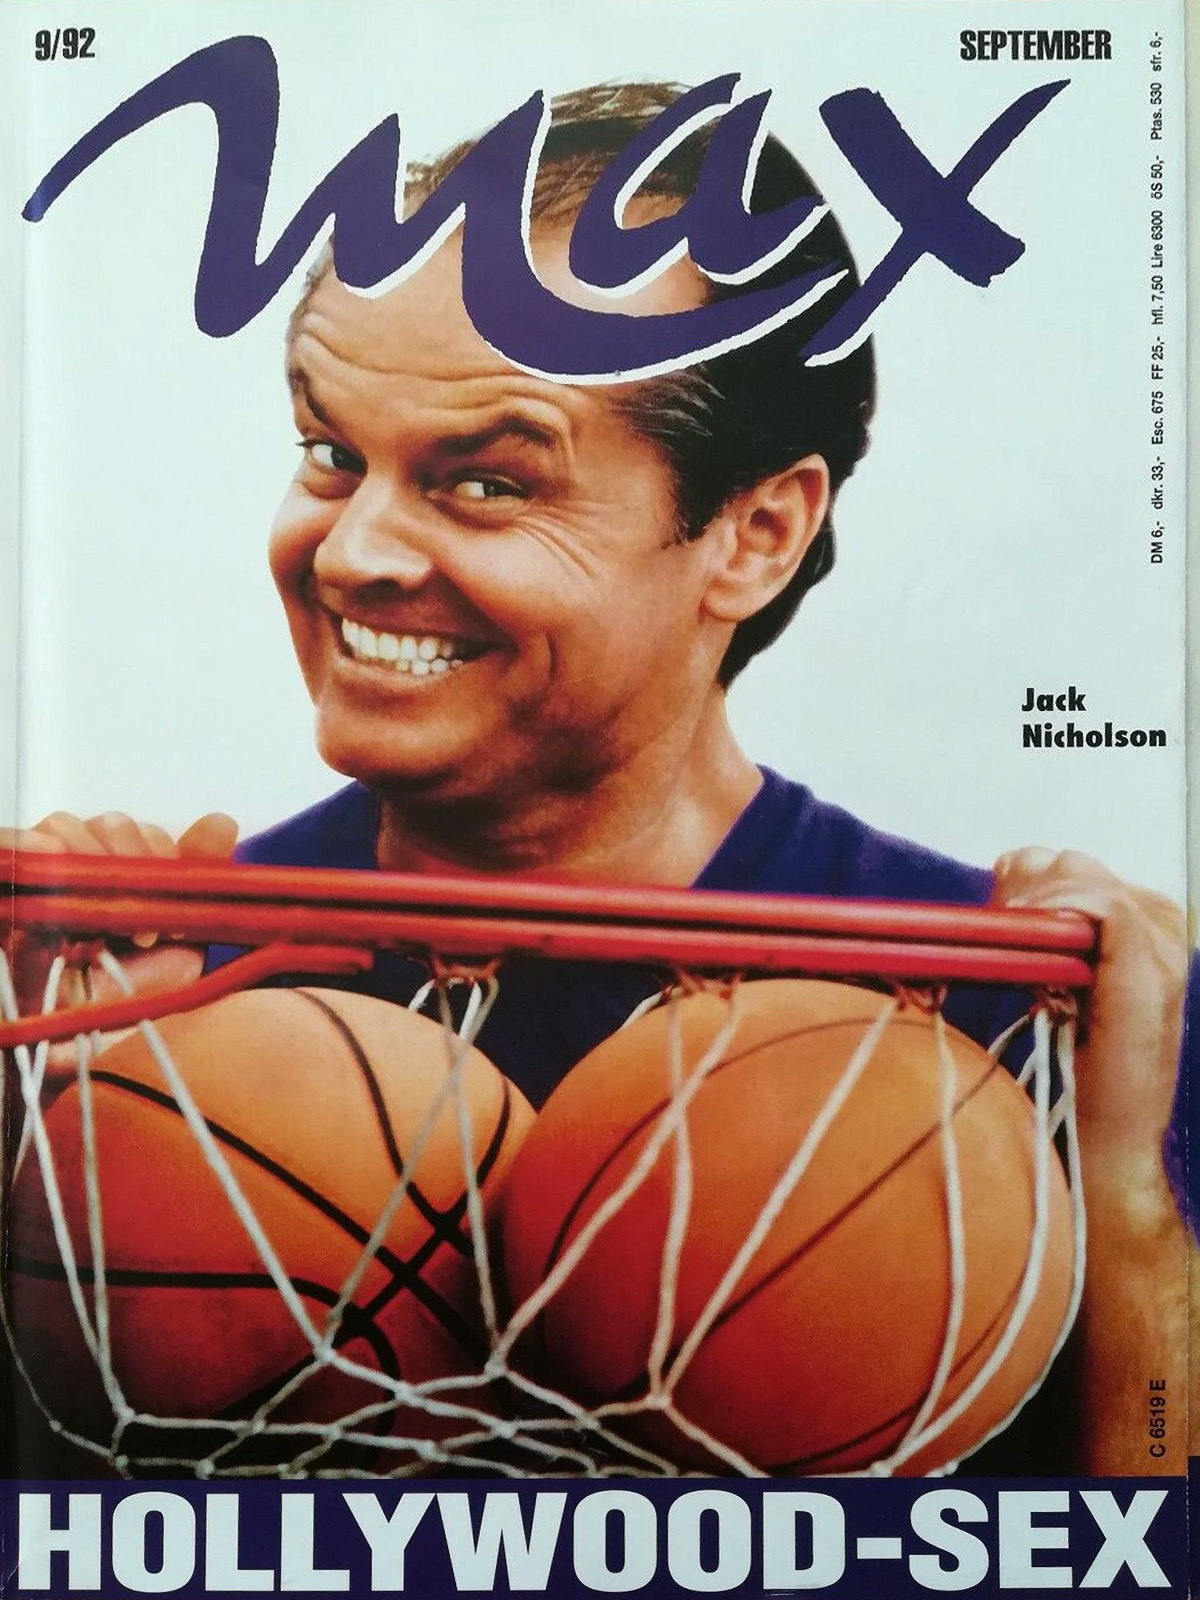 9/92
SEPTEMBER
max
DM 6,- dkr. 33,- Esc. 675 FF 25,- hfl. 7,50 Lire 6300 öS 50,- Ptas. 530 sfr. 6,-
Jack
Nicholson
C 6519 E
HOLLYWOOD-SEX